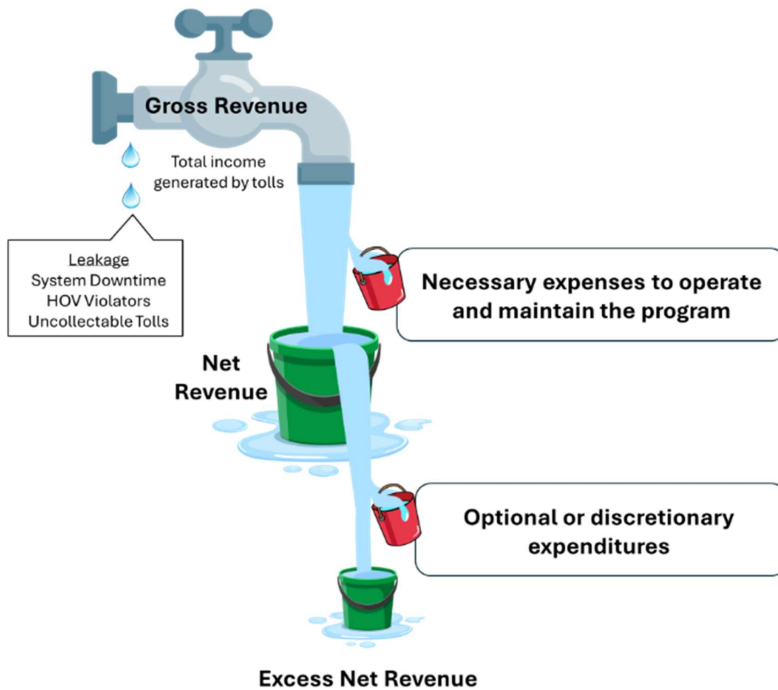 Gross Revenue
Total income
generated by tolls
Leakage
System Downtime
HOV Violators
Uncollectable Tolls
Necessary expenses to operate
and maintain the program
Net
Revenue
Optional or discretionary
expenditures
Excess Net Revenue